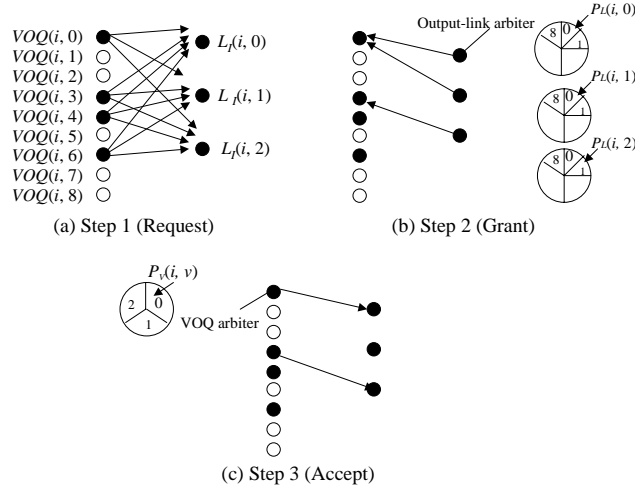 VOQ(i, 0)
VOQ(i, 1)
VOQ(i, 2)
VOQ(i, 3)
VOQ(i, 4)
VOQ(i, 5)
VOQ(i, 6)
VOQ(i, 7)
VOQ(i, 8)
L_I(i, 0)
L_I(i, 1)
L_I(i, 2)
(a) Step 1 (Request)
Output-link arbiter
P_L(i, 0)
8 0 1
P_L(i, 1)
8 0 1
P_L(i, 2)
8 0 1
(b) Step 2 (Grant)
P_V(i, v)
2 0
1
VOQ arbiter
(c) Step 3 (Accept)